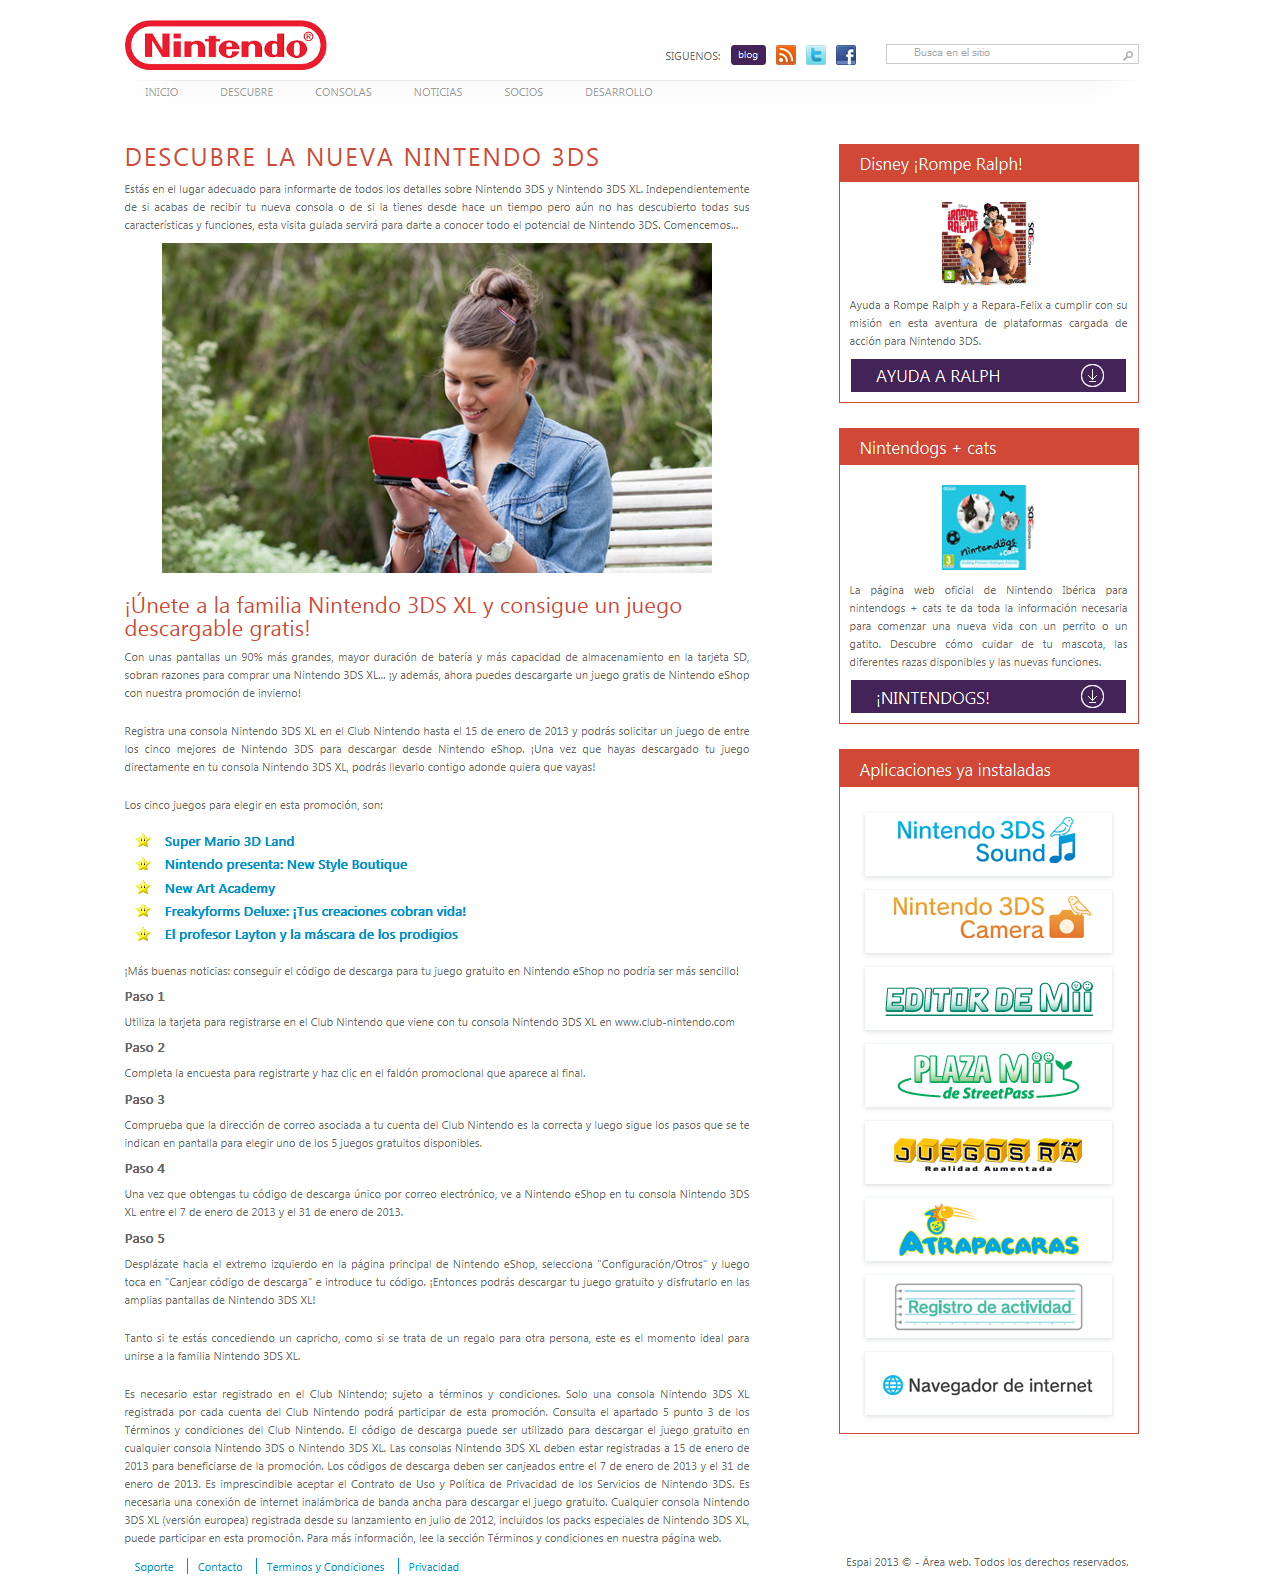 Nintendo®
SIGUENOS:
blog
Busca en el sitio
INICIO
DESCUBRE
CONSOLAS
NOTICIAS
SOCIOS
DESARROLLO
DESCUBRE LA NUEVA NINTENDO 3DS
Estás en el lugar adecuado para informarte de todos los detalles sobre Nintendo 3DS y Nintendo 3DS XL. Independientemente
de si acabas de recibir tu nueva consola o de si la tienes desde hace un tiempo pero aún no has descubierto todas sus
características y funciones, esta visita guiada servirá para darte a conocer todo el potencial de Nintendo 3DS. Comencemos...
¡Únete a la familia Nintendo 3DS XL y consigue un juego
descargable gratis!
Con unas pantallas un 90% más grandes, mayor duración de batería y más capacidad de almacenamiento en la tarjeta SD,
sobran razones para comprar una Nintendo 3DS XL... ¡y además, ahora puedes descargarte un juego gratis de Nintendo eShop
con nuestra promoción de invierno!
Registra una consola Nintendo 3DS XL en el Club Nintendo hasta el 15 de enero de 2013 y podrás solicitar un juego de entre
los cinco mejores de Nintendo 3DS para descargar desde Nintendo eShop. ¡Una vez que hayas descargado tu juego
directamente en tu consola Nintendo 3DS XL, podrás llevarlo contigo adonde quiera que vayas!
Los cinco juegos para elegir en esta promoción, son:
Super Mario 3D Land
Nintendo presenta: New Style Boutique
New Art Academy
Freakyforms Deluxe: ¡Tus creaciones cobran vida!
El profesor Layton y la máscara de los prodigios
¡Más buenas noticias: conseguir el código de descarga para tu juego gratuito en Nintendo eShop no podría ser más sencillo!
Paso 1
Utiliza la tarjeta para registrarse en el Club Nintendo que viene con tu consola Nintendo 3DS XL en www.club-nintendo.com
Paso 2
Completa la encuesta para registrarte y haz clic en el faldón promocional que aparece al final.
Paso 3
Comprueba que la dirección de correo asociada a tu cuenta del Club Nintendo es la correcta y luego sigue los pasos que se te
indican en pantalla para elegir uno de los 5 juegos gratuitos disponibles.
Paso 4
Una vez que obtengas tu código de descarga único por correo electrónico, ve a Nintendo eShop en tu consola Nintendo 3DS
XL entre el 7 de enero de 2013 y el 31 de enero de 2013.
Paso 5
Desplázate hacia el extremo izquierdo en la página principal de Nintendo eShop, selecciona "Configuración/Otros" y luego
toca en "Canjear código de descarga" e introduce tu código. ¡Entonces podrás descargar tu juego gratuito y disfrutarlo en las
amplias pantallas de Nintendo 3DS XL!
Tanto si te estás concediendo un capricho, como si se trata de un regalo para otra persona, este es el momento ideal para
unirse a la familia Nintendo 3DS XL.
Es necesario estar registrado en el Club Nintendo; sujeto a términos y condiciones. Solo una consola Nintendo 3DS XL
registrada por cada cuenta del Club Nintendo podrá participar de esta promoción. Consulta el apartado 5 punto 3 de los
Términos y condiciones del Club Nintendo. El código de descarga puede ser utilizado para descargar el juego gratuito en
cualquier consola Nintendo 3DS o Nintendo 3DS XL. Las consolas Nintendo 3DS XL deben estar registradas a 15 de enero de
2013 para beneficiarse de la promoción. Los códigos de descarga deben ser canjeados entre el 7 de enero de 2013 y el 31 de
enero de 2013. Es imprescindible aceptar el Contrato de Uso y Política de Privacidad de los Servicios de Nintendo 3DS. Es
necesaria una conexión de internet inalámbrica de banda ancha para descargar el juego gratuito. Cualquier consola Nintendo
3DS XL (versión europea) registrada desde su lanzamiento en julio de 2012, incluidos los packs especiales de Nintendo 3DS XL,
puede participar en esta promoción. Para más información, lee la sección Términos y condiciones en nuestra página web.
Disney ¡Rompe Ralph!
¡ROMPE
RALPH!
NINTENDO 3DS
Ayuda a Rompe Ralph y a Repara-Felix a cumplir con su
misión en esta aventura de plataformas cargada de
acción para Nintendo 3DS.
AYUDA A RALPH
Nintendogs + cats
nintendogs
+cats
La página web oficial de Nintendo Ibérica para
nintendogs + cats te da toda la información necesaria
para comenzar una nueva vida con un perrito o un
gatito. Descubre cómo cuidar de tu mascota, las
diferentes razas disponibles y las nuevas funciones.
¡NINTENDOGS!
Aplicaciones ya instaladas
Nintendo 3DS
Sound
Nintendo 3DS
Camera
EDITOR DE Mii
PLAZA Mii
de StreetPass
JUEGOS RA
Realidad Aumentada
ATRAPACARAS
Registro de actividad
Navegador de internet
Soporte
Contacto
Terminos y Condiciones
Privacidad
Espai 2013 © - Àrea web. Todos los derechos reservados.